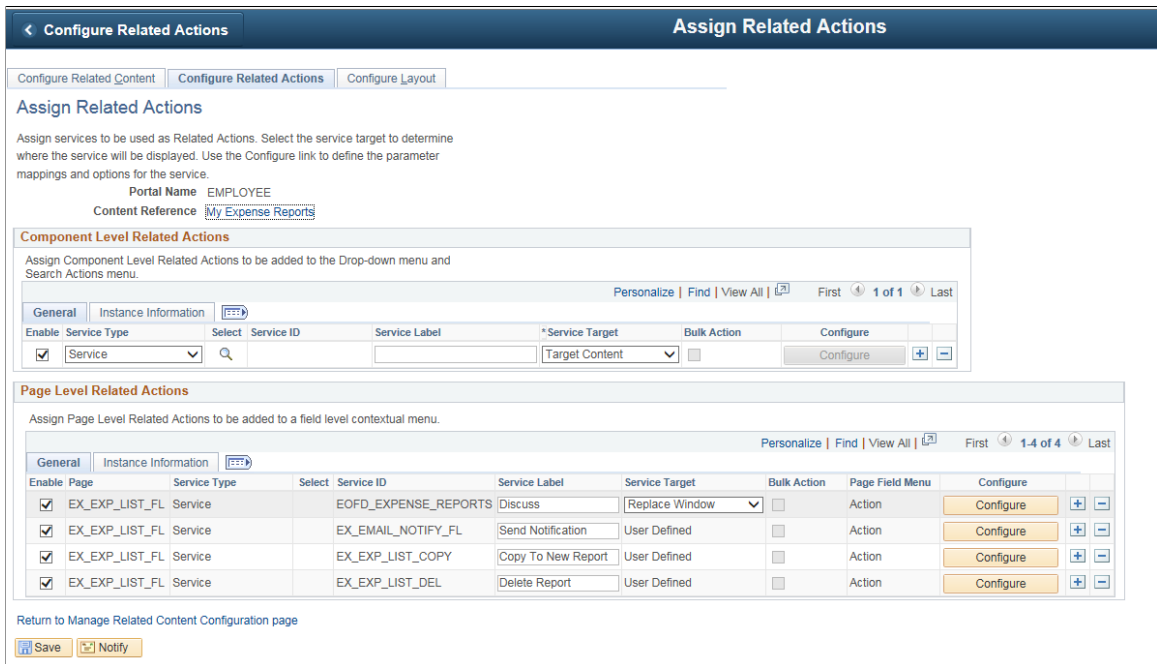 Configure Related Actions
Assign Related Actions
Configure Related Content Configure Related Actions Configure Layout
Assign Related Actions
Assign services to be used as Related Actions. Select the service target to determine
where the service will be displayed. Use the Configure link to define the parameter
mappings and options for the service.
Portal Name EMPLOYEE
Content Reference My Expense Reports
Component Level Related Actions
Assign Component Level Related Actions to be added to the Drop-down menu and
Search Actions menu.
Personalize | Find | View All | First 1 of 1 Last
General Instance Information
Enable Service Type Select Service ID Service Label *Service Target Bulk Action Configure
Service Target Content Configure
Page Level Related Actions
Assign Page Level Related Actions to be added to a field level contextual menu.
Personalize | Find | View All | First 1-4 of 4 Last
General Instance Information
Enable Page Service Type Select Service ID Service Label Service Target Bulk Action Page Field Menu Configure
EX_EXP_LIST_FL Service EOFD_EXPENSE_REPORTS Discuss Replace Window Action Configure
EX_EXP_LIST_FL Service EX_EMAIL_NOTIFY_FL Send Notification User Defined Action Configure
EX_EXP_LIST_FL Service EX_EXP_LIST_COPY Copy To New Report User Defined Action Configure
EX_EXP_LIST_FL Service EX_EXP_LIST_DEL Delete Report User Defined Action Configure
Return to Manage Related Content Configuration page
Save Notify